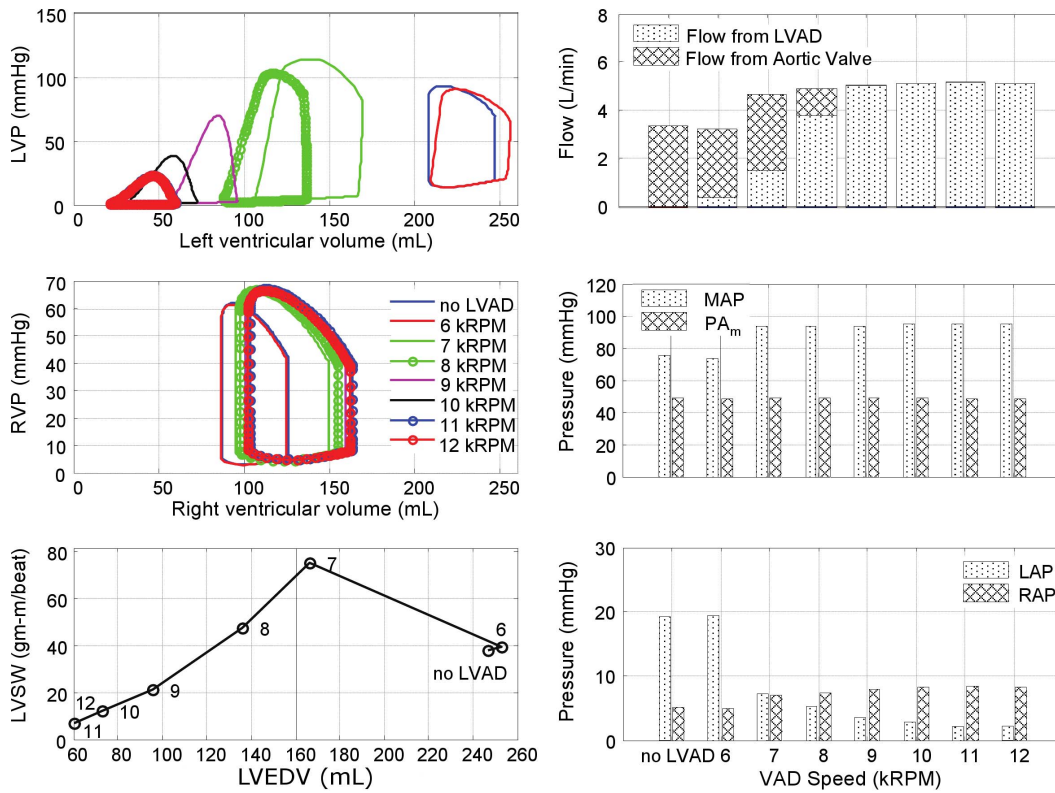 150
100
50
0
LVP (mmHg)
0 50 100 150 200 250
Left ventricular volume (mL)
8
6
4
2
0
Flow (L/min)
Flow from LVAD
Flow from Aortic Valve
70
60
50
40
30
20
10
0
RVP (mmHg)
no LVAD
6 kRPM
7 kRPM
8 kRPM
9 kRPM
10 kRPM
11 kRPM
12 kRPM
0 50 100 150 200 250
Right ventricular volume (mL)
120
100
80
60
40
20
0
Pressure (mmHg)
MAP
PAm
80
60
40
20
0
LVSW (gm-m/beat)
7
6
8
no LVAD
9
12
10
11
60 80 100 120 140 160 180 200 220 240 260
LVEDV (mL)
30
20
10
0
Pressure (mmHg)
LAP
RAP
no LVAD 6 7 8 9 10 11 12
VAD Speed (kRPM)